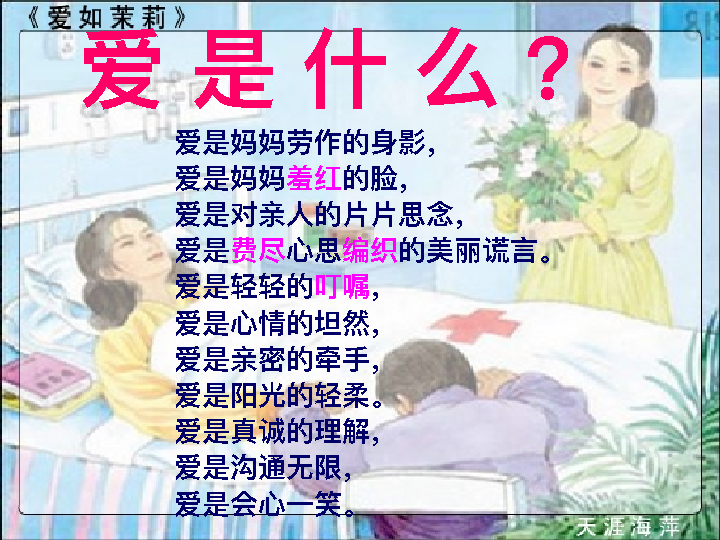 《爱如茉莉》
爱是什么？
爱是妈妈劳作的身影，
爱是妈妈羞红的脸，
爱是对亲人的片片思念，
爱是费尽心思编织的美丽谎言。
爱是轻轻的叮嘱，
爱是心情的坦然，
爱是亲密的牵手，
爱是阳光的轻柔。
爱是真诚的理解，
爱是沟通无限，
爱是会心一笑。
天涯海萍